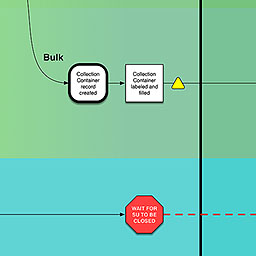 Bulk
Collection
Container
record
created
Collection
Container
labeled and
filled
WAIT FOR
SU TO BE
CLOSED